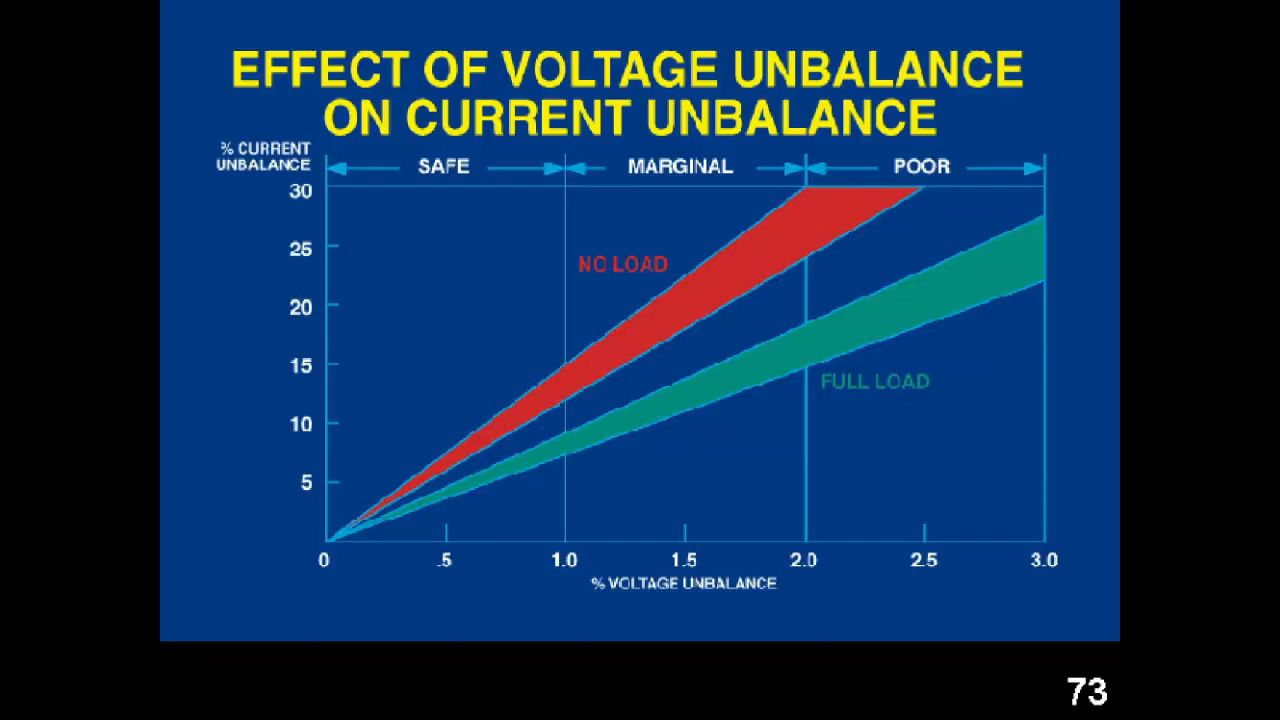 EFFECT OF VOLTAGE UNBALANCE
ON CURRENT UNBALANCE
% CURRENT
UNBALANCE
SAFE MARGINAL POOR
30
25
NO LOAD
20
15
FULL LOAD
10
5
0 .5 1.0 1.5 2.0 2.5 3.0
% VOLTAGE UNBALANCE
73